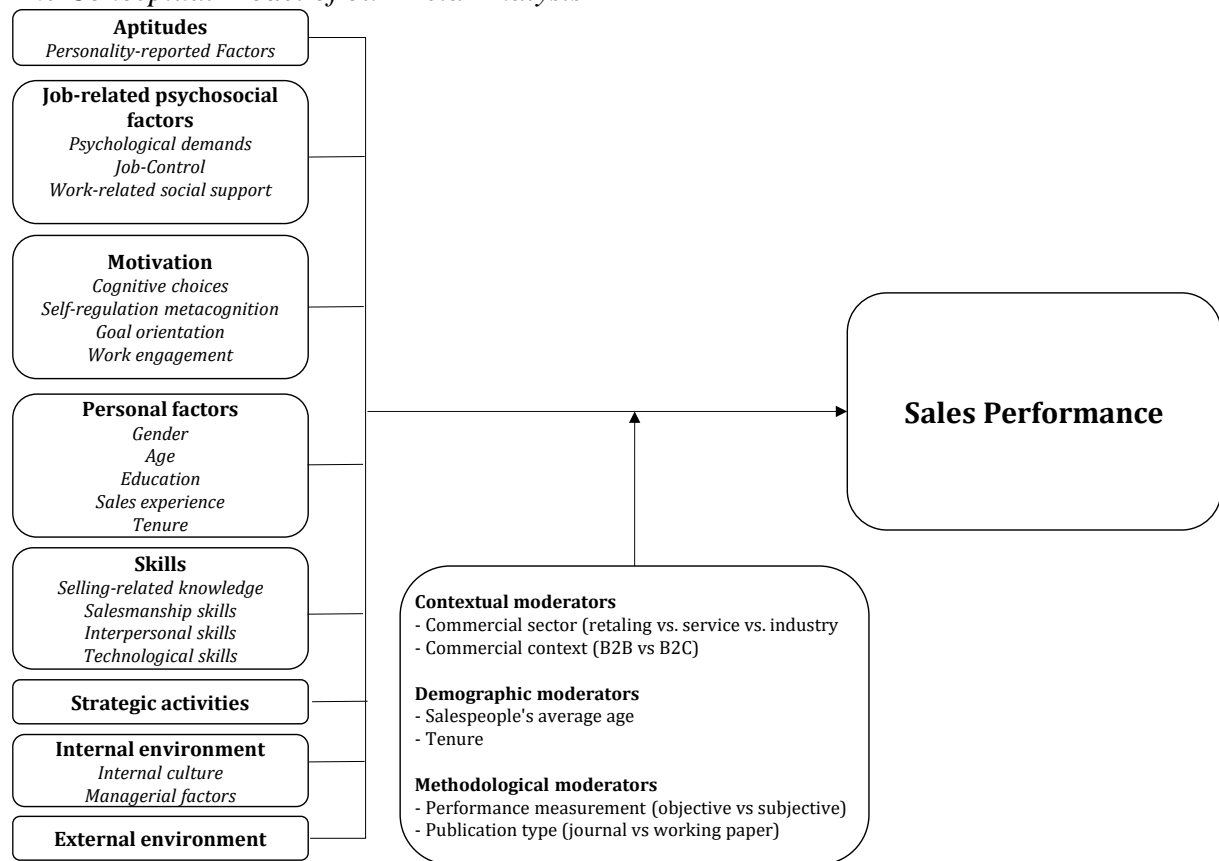 Aptitudes
Personality-reported Factors
Job-related psychosocial
factors
Psychological demands
Job-Control
Work-related social support
Motivation
Cognitive choices
Self-regulation metacognition
Goal orientation
Work engagement
Personal factors
Gender
Age
Education
Sales experience
Tenure
Skills
Selling-related knowledge
Salesmanship skills
Interpersonal skills
Technological skills
Strategic activities
Internal environment
Internal culture
Managerial factors
External environment
Sales Performance
Contextual moderators
- Commercial sector (retaling vs. service vs. industry
- Commercial context (B2B vs B2C)
Demographic moderators
- Salespeople's average age
- Tenure
Methodological moderators
- Performance measurement (objective vs subjective)
- Publication type (journal vs working paper)